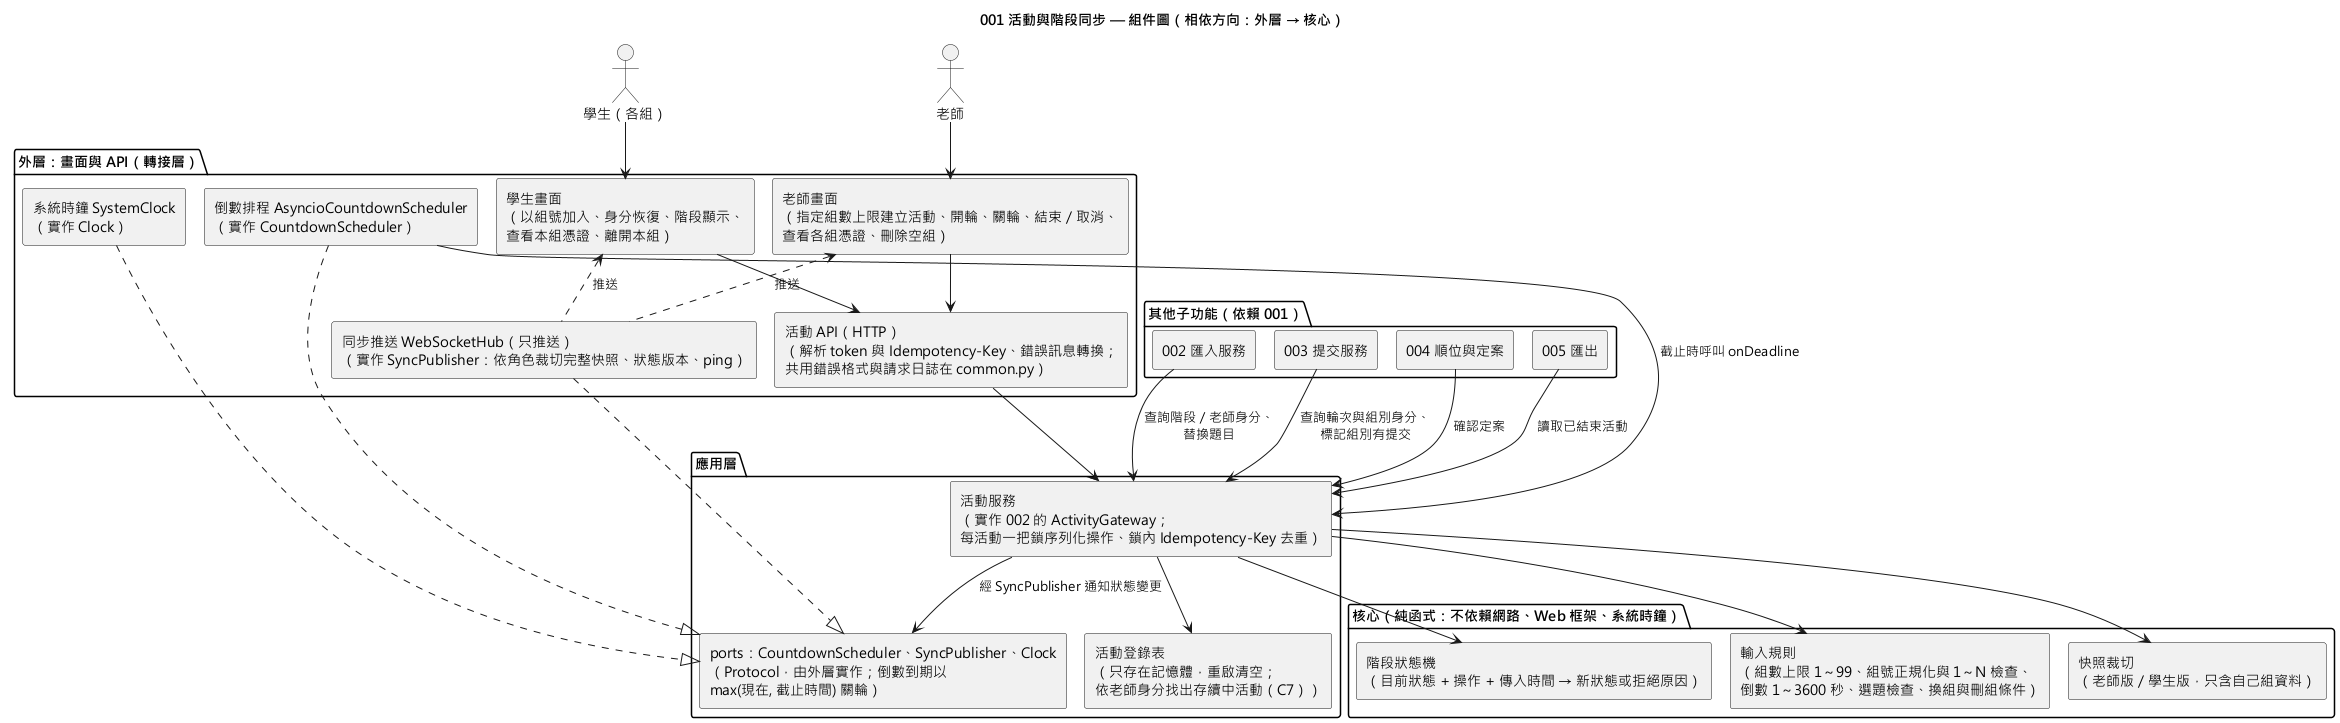 001 活動與階段同步 — 組件圖（相依方向：外層 → 核心）
學生（各組）
老師
外層：畫面與 API（轉接層）
系統時鐘 SystemClock
（實作 Clock）
倒數排程 AsyncioCountdownScheduler
（實作 CountdownScheduler）
學生畫面
（以組號加入、身分恢復、階段顯示、
查看本組憑證、離開本組）
老師畫面
（指定組數上限建立活動、開輪、關輪、結束／取消、
查看各組憑證、刪除空組）
推送
推送
同步推送 WebSocketHub（只推送）
（實作 SyncPublisher：依角色裁切完整快照、狀態版本、ping）
活動 API（HTTP）
（解析 token 與 Idempotency-Key、錯誤訊息轉換；
共用錯誤格式與請求日誌在 common.py）
其他子功能（依賴 001）
002 匯入服務
003 提交服務
004 順位與定案
005 匯出
截止時呼叫 onDeadline
查詢階段／老師身分、
替換題目
查詢輪次與組別身分、
標記組別有提交
確認定案
讀取已結束活動
應用層
活動服務
（實作 002 的 ActivityGateway；
每活動一把鎖序列化操作、鎖內 Idempotency-Key 去重）
經 SyncPublisher 通知狀態變更
ports：CountdownScheduler、SyncPublisher、Clock
（Protocol，由外層實作；倒數到期以
max(現在, 截止時間) 關輪）
活動登錄表
（只存在記憶體，重啟清空；
依老師身分找出存續中活動（C7））
核心（純函式：不依賴網路、Web 框架、系統時鐘）
階段狀態機
（目前狀態 + 操作 + 傳入時間 → 新狀態或拒絕原因）
輸入規則
（組數上限 1～99、組號正規化與 1～N 檢查、
倒數 1～3600 秒、選題檢查、換組與刪組條件）
快照裁切
（老師版／學生版，只含自己組資料）